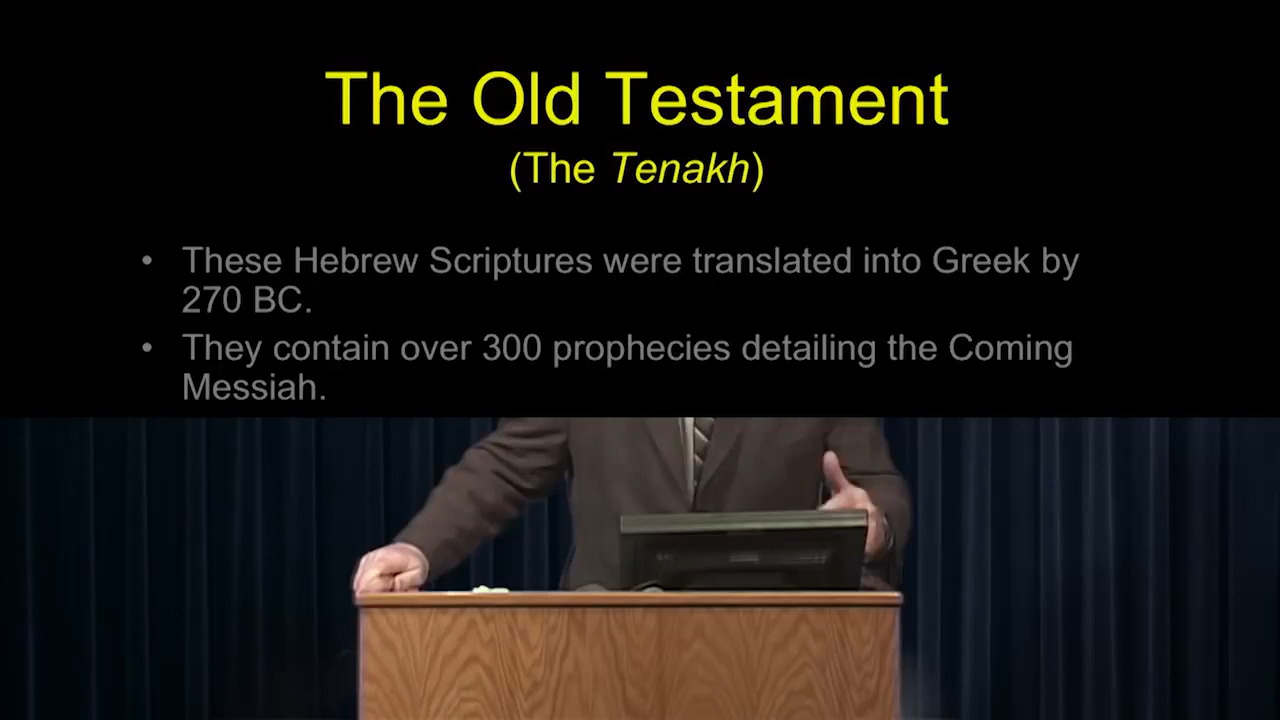 The Old Testament
(The Tenakh)
• These Hebrew Scriptures were translated into Greek by
270 BC.
• They contain over 300 prophecies detailing the Coming
Messiah.